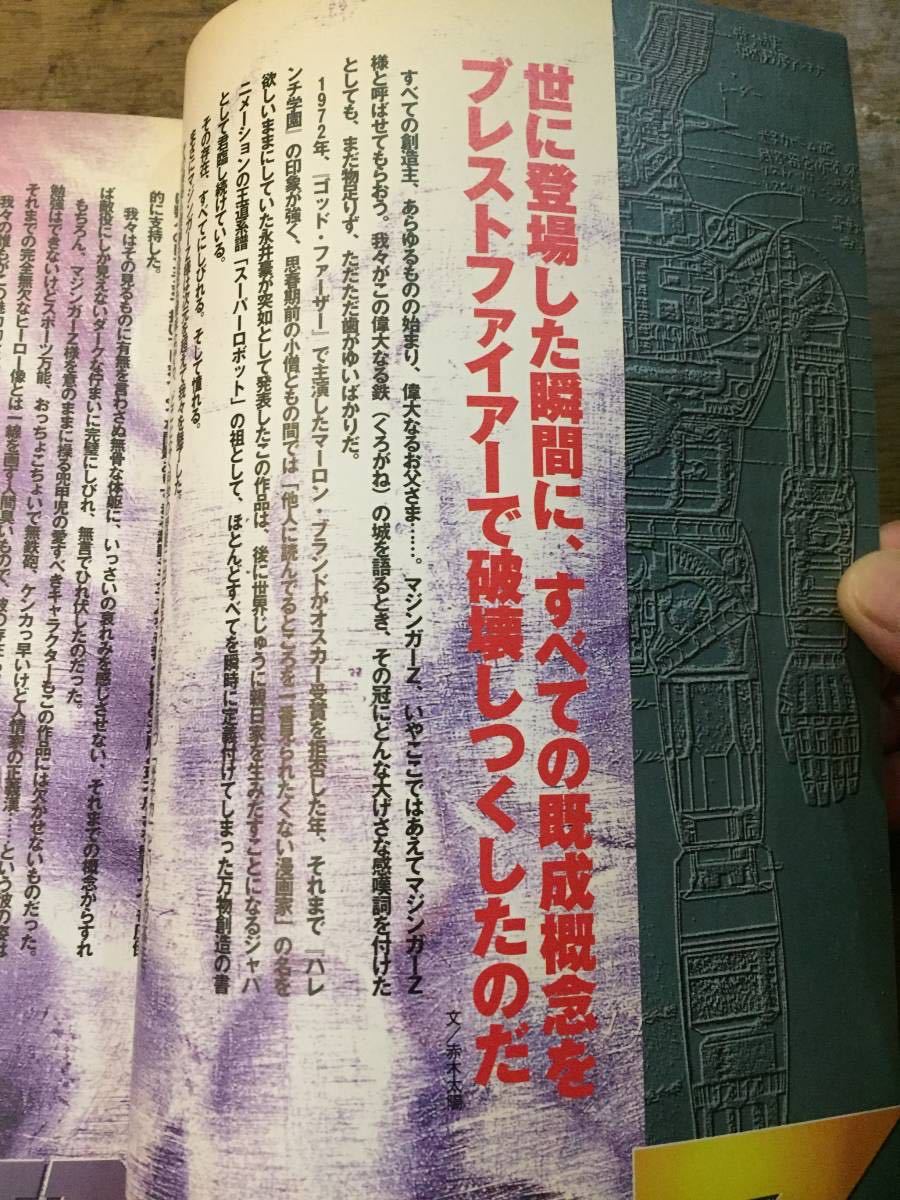 世に登場した瞬間に、すべての既成概念を
ブレストファイアーで破壊しつくしたのだ
文/赤木太陽
すべての創造主、あらゆるものの始まり、偉大なるお父さま……。マジンガーZ、いやここではあえてマジンガーZ
様と呼ばせてもらおう。我々がこの偉大なる鉄(くろがね)の城を語るとき、その冠にどんな大げさな感嘆詞を付けた
としても、まだ物足りず、ただただ歯がゆいばかりだ。
1972年、『ゴッド・ファーザー』で主演したマーロン・ブランドがオスカー受賞を拒否した年、それまで『ハレ
ンチ学園』の印象が強く、思春期前の小僧どもの間では「他人に読んでるところを一番見られたくない漫画家」の名を
欲しいままにしていた永井豪が突如として発表したこの作品は、後に世界じゅうに親日家を生みだすことになるジャパ
ニメーションの王道系譜「スーパーロボット」の祖として、ほとんどすべてを瞬時に定義付けてしまった万物創造の書
として君臨し続けている。
その存在、すべてにしびれる。そして憧れる。
的に支持した。
我々はその見るものに有無を言わさぬ無骨な体躯に、いっさいの哀れみを感じさせない、それまでの概念からすれ
ば敵役にしか見えないダークな佇まいに完璧にしびれ、無言でひれ伏したのだった。
もちろん、マジンガーZ様を意のままに操る兜甲児の愛すべきキャラクターもこの作品には欠かせないものだった。
勉強はできないけどスポーツ万能、おっちょこちょいで無鉄砲、ケンカっ早いけど人情家の正義漢……という彼の姿は
それまでの完全無欠なヒーロー像とは一線を画す人間臭いもので、